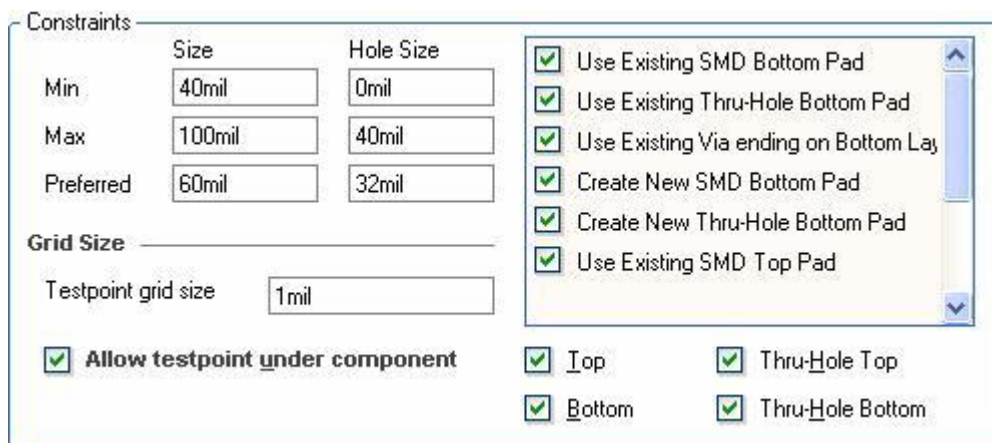 Constraints
Size Hole Size
Min 40mil 0mil
Max 100mil 40mil
Preferred 60mil 32mil
Grid Size
Testpoint grid size 1mil
Allow testpoint under component
Use Existing SMD Bottom Pad
Use Existing Thru-Hole Bottom Pad
Use Existing Via ending on Bottom Lay
Create New SMD Bottom Pad
Create New Thru-Hole Bottom Pad
Use Existing SMD Top Pad
Top Thru-Hole Top
Bottom Thru-Hole Bottom